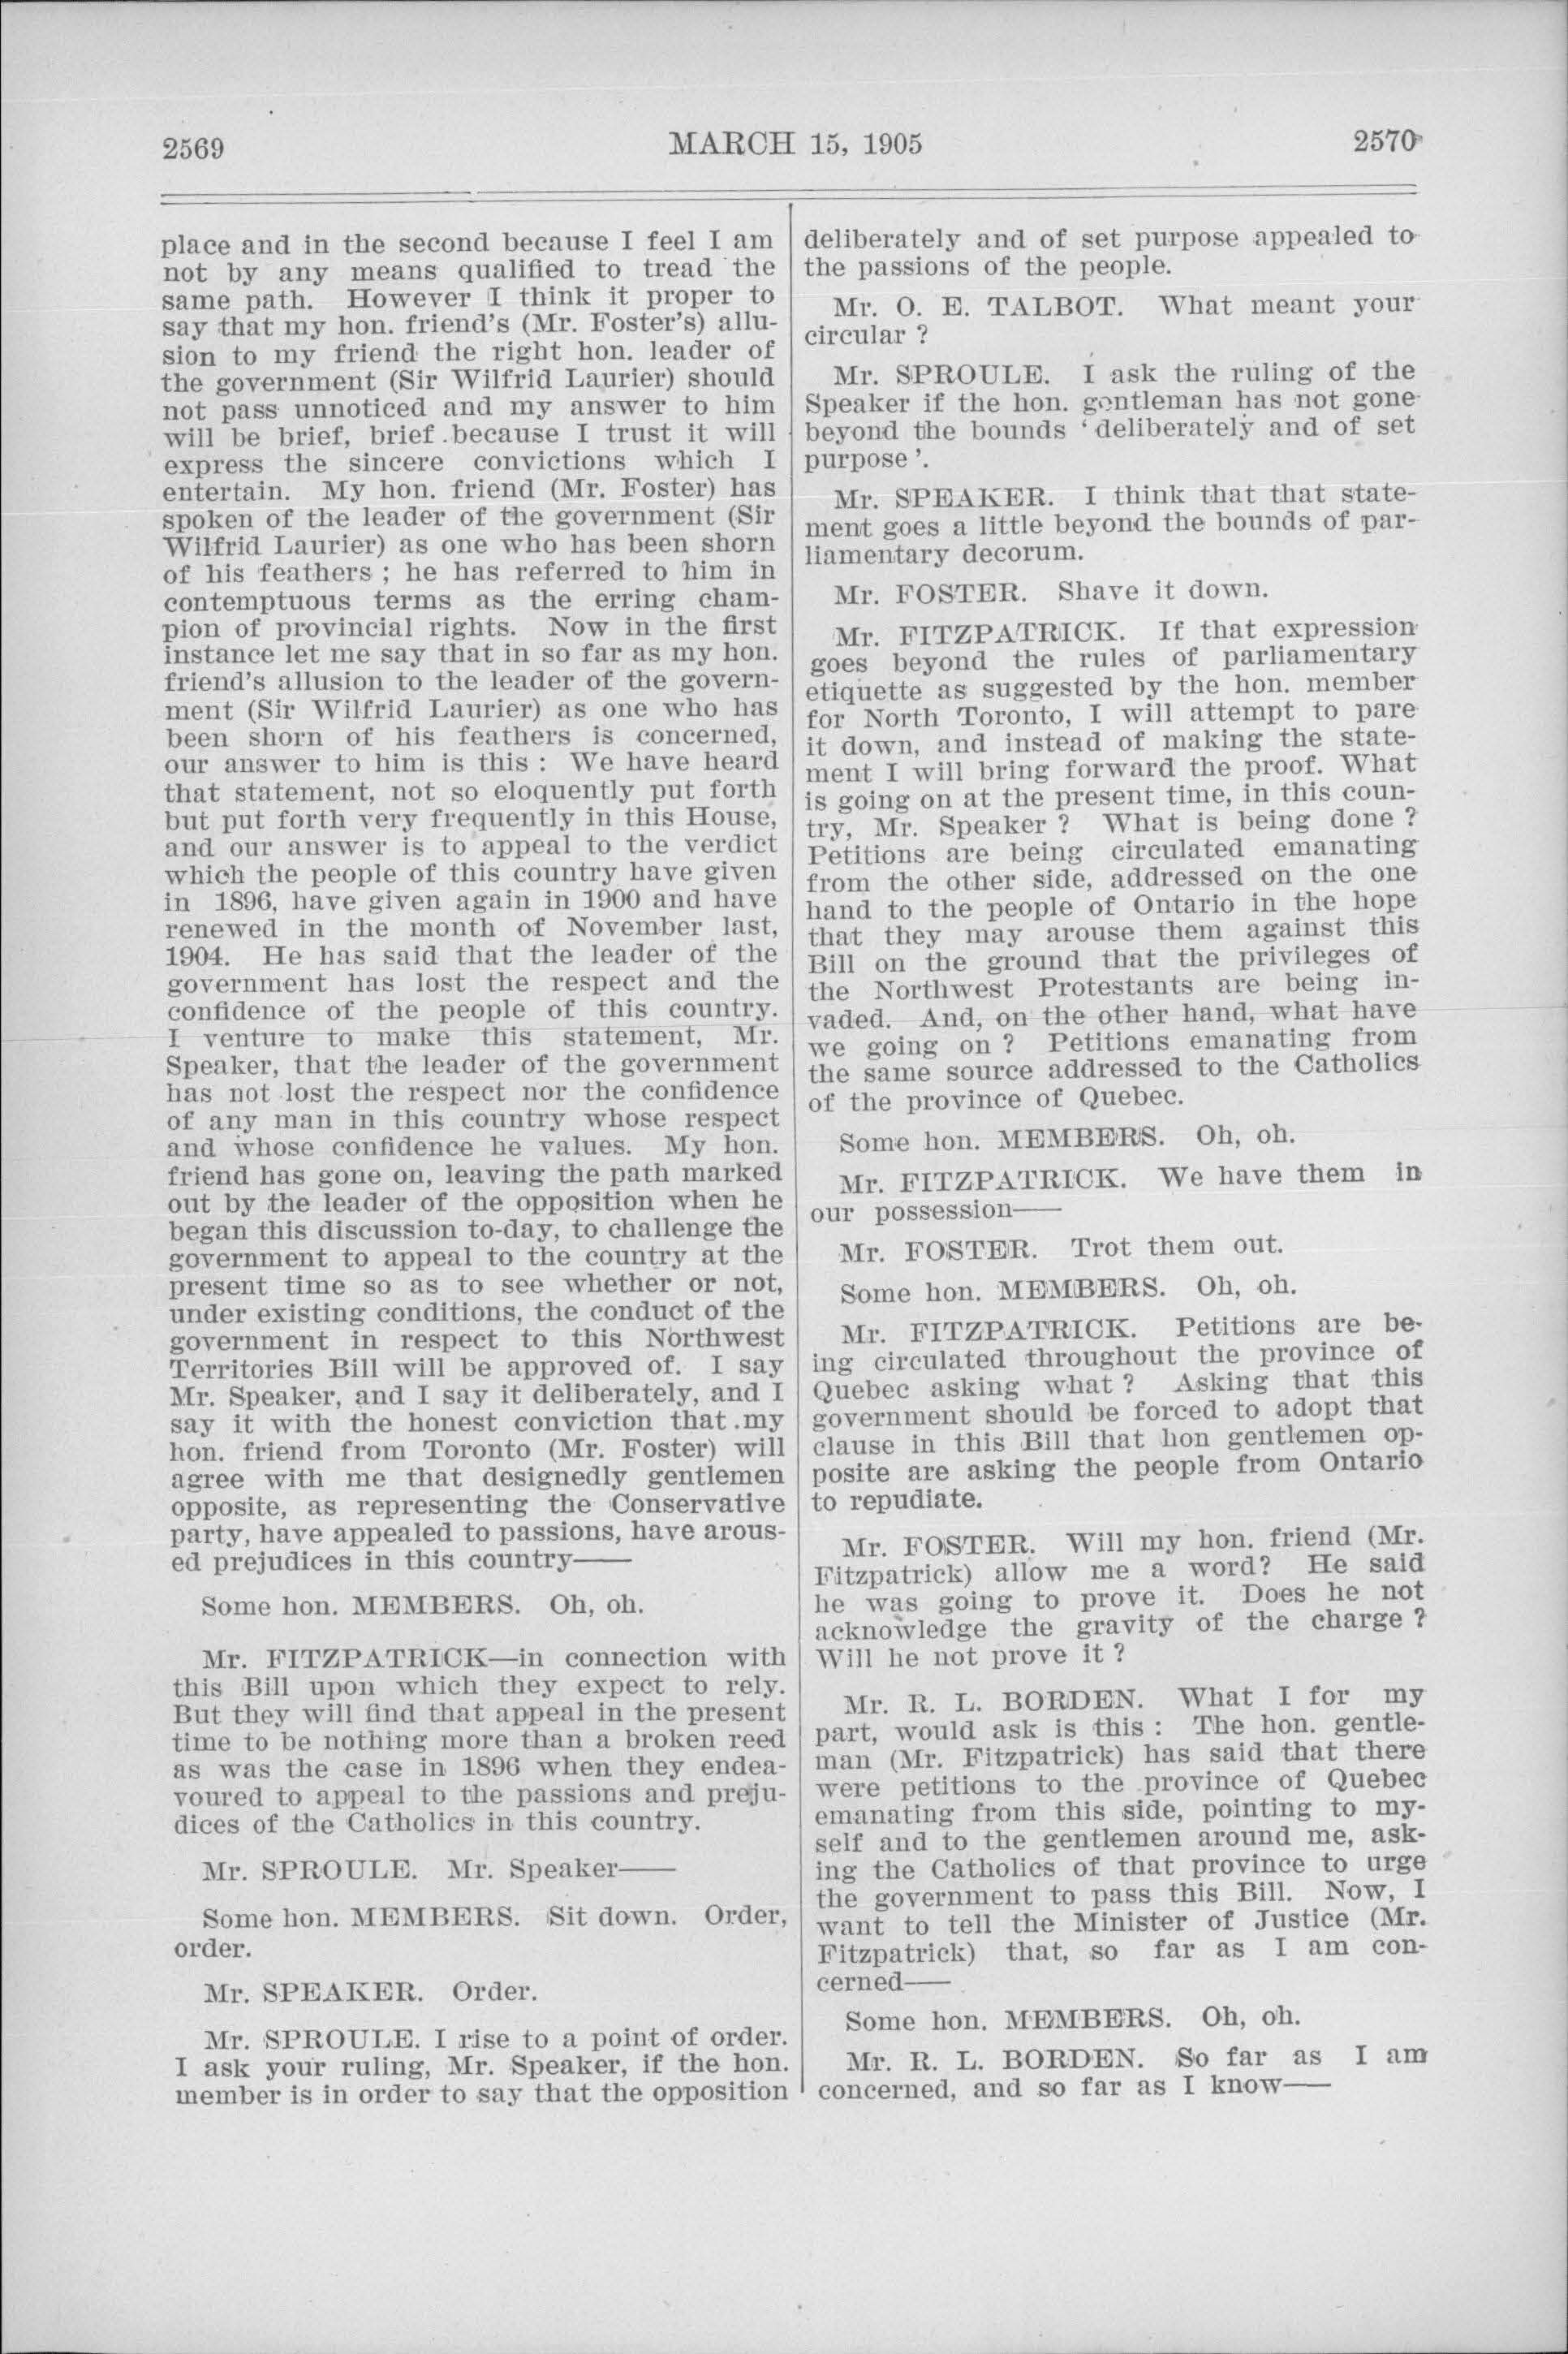 2569
MARCH 15, 1905
2570
place and in the second because I feel I am
not by any means qualified to tread the
same path. However I think it proper to
say that my hon. friend's (Mr. Foster's) allu-
sion to my friend the right hon. leader of
the government (Sir Wilfrid Laurier) should
not pass unnoticed and my answer to him
will be brief, brief because I trust it will
express the sincere convictions which I
entertain. My hon. friend (Mr. Foster) has
spoken of the leader of the government (Sir
Wilfrid Laurier) as one who has been shorn
of his feathers ; he has referred to him in
contemptuous terms as the erring cham-
pion of provincial rights. Now in the first
instance let me say that in so far as my hon.
friend's allusion to the leader of the govern-
ment (Sir Wilfrid Laurier) as one who has
been shorn of his feathers is concerned,
our answer to him is this : We have heard
that statement, not so eloquently put forth
but put forth very frequently in this House,
and our answer is to appeal to the verdict
which the people of this country have given
in 1896, have given again in 1900 and have
renewed in the month of November last,
1904. He has said that the leader of the
government has lost the respect and the
confidence of the people of this country.
I venture to make this statement, Mr.
Speaker, that the leader of the government
has not lost the respect nor the confidence
of any man in this country whose respect
and whose confidence he values. My hon.
friend has gone on, leaving the path marked
out by the leader of the opposition when he
began this discussion to-day, to challenge the
government to appeal to the country at the
present time so as to see whether or not,
under existing conditions, the conduct of the
government in respect to this Northwest
Territories Bill will be approved of. I say
Mr. Speaker, and I say it deliberately, and I
say it with the honest conviction that my
hon. friend from Toronto (Mr. Foster) will
agree with me that designedly gentlemen
opposite, as representing the Conservative
party, have appealed to passions, have arous-
ed prejudices in this country——
Some hon. MEMBERS. Oh, oh.
Mr. FITZPATRICK—in connection with
this Bill upon which they expect to rely.
But they will find that appeal in the present
time to be nothing more than a broken reed
as was the case in 1896 when they endea-
voured to appeal to the passions and preju-
dices of the Catholics in this country.
Mr. SPROULE. Mr. Speaker——
Some hon. MEMBERS. Sit down. Order,
order.
Mr. SPEAKER. Order.
Mr. SPROULE. I rise to a point of order.
I ask your ruling, Mr. Speaker, if the hon.
member is in order to say that the opposition
deliberately and of set purpose appealed to
the passions of the people.
Mr. O. E. TALBOT. What meant your
circular ?
Mr. SPROULE. I ask the ruling of the
Speaker if the hon. gentleman has not gone
beyond the bounds ‘ deliberately and of set
purpose ’.
Mr. SPEAKER. I think that that state-
ment goes a little beyond the bounds of par-
liamentary decorum.
Mr. FOSTER. Shave it down.
Mr. FITZPATRICK. If that expression
goes beyond the rules of parliamentary
etiquette as suggested by the hon. member
for North Toronto, I will attempt to pare
it down, and instead of making the state-
ment I will bring forward the proof. What
is going on at the present time, in this coun-
try, Mr. Speaker ? What is being done ?
Petitions are being circulated emanating
from the other side, addressed on the one
hand to the people of Ontario in the hope
that they may arouse them against this
Bill on the ground that the privileges of
the Northwest Protestants are being in-
vaded. And, on the other hand, what have
we going on ? Petitions emanating from
the same source addressed to the Catholics
of the province of Quebec.
Some hon. MEMBERS. Oh, oh.
Mr. FITZPATRICK. We have them in
our possession——
Mr. FOSTER. Trot them out.
Some hon. MEMBERS. Oh, oh.
Mr. FITZPATRICK. Petitions are be-
ing circulated throughout the province of
Quebec asking what ? Asking that this
government should be forced to adopt that
clause in this Bill that hon gentlemen op-
posite are asking the people from Ontario
to repudiate.
Mr. FOSTER. Will my hon. friend (Mr.
Fitzpatrick) allow me a word? He said
he was going to prove it. Does he not
acknowledge the gravity of the charge ?
Will he not prove it ?
Mr. R. L. BORDEN. What I for my
part, would ask is this : The hon. gentle-
man (Mr. Fitzpatrick) has said that there
were petitions to the province of Quebec
emanating from this side, pointing to my-
self and to the gentlemen around me, ask-
ing the Catholics of that province to urge
the government to pass this Bill. Now, I
want to tell the Minister of Justice (Mr.
Fitzpatrick) that, so far as I am con-
cerned——
Some hon. MEMBERS. Oh, oh.
Mr. R. L. BORDEN. So far as I am
concerned, and so far as I know——